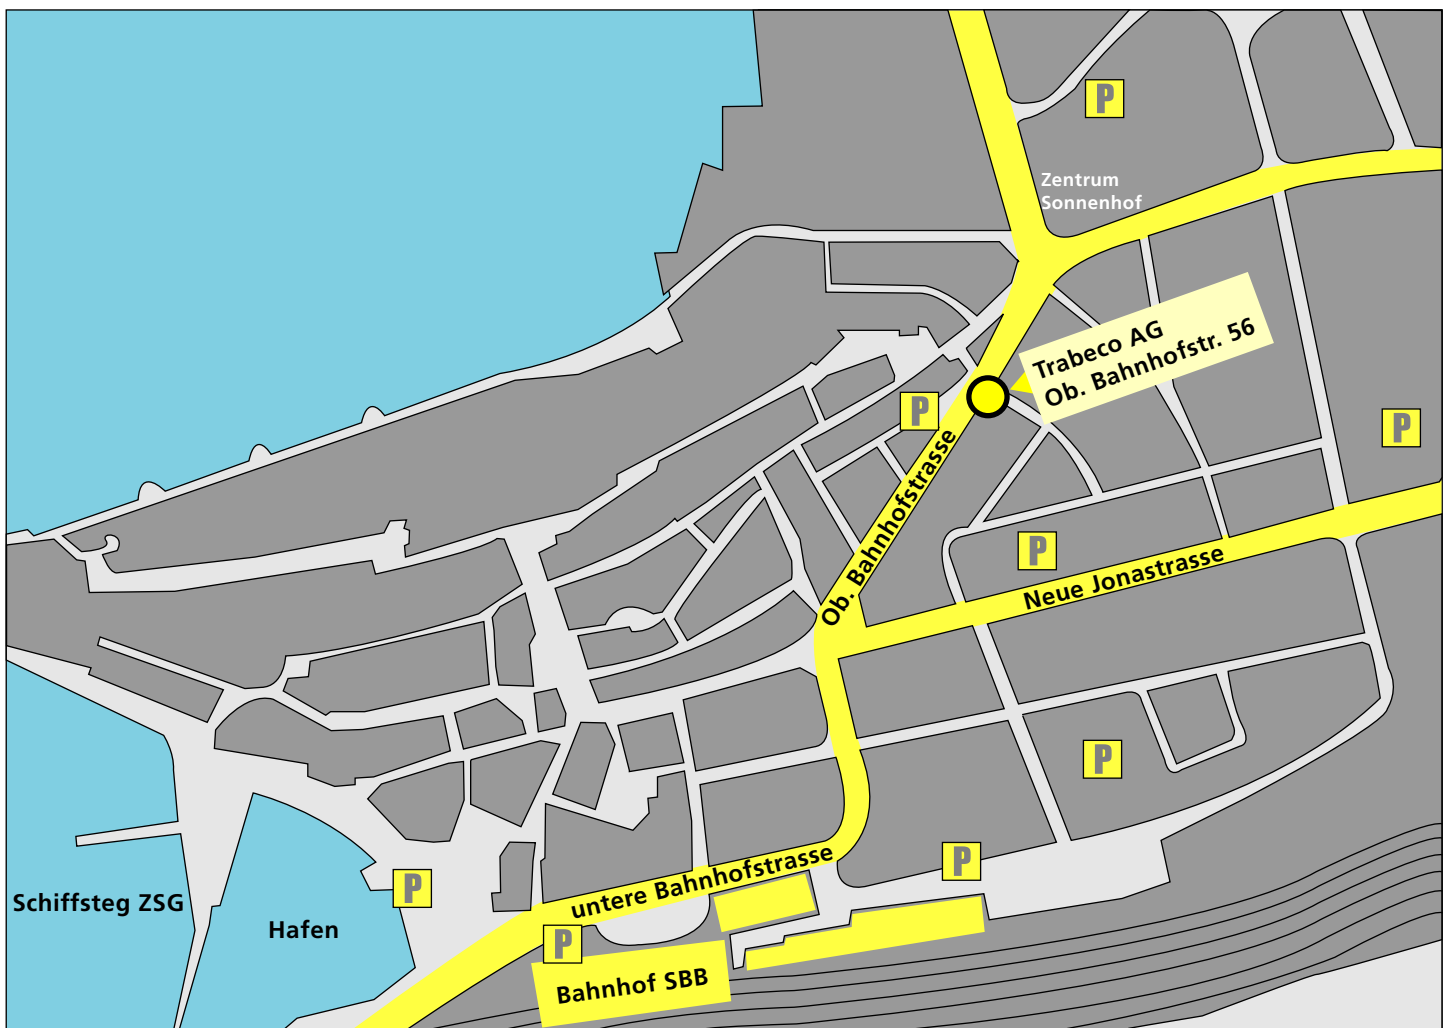 P
Zentrum
Sonnenhof
Trabeco AG
Ob. Bahnhofstr. 56
P
P
Ob. Bahnhofstrasse
P
Neue Jonastrasse
P
P
untere Bahnhofstrasse
P
Schiffsteg ZSG
Hafen
P
Bahnhof SBB